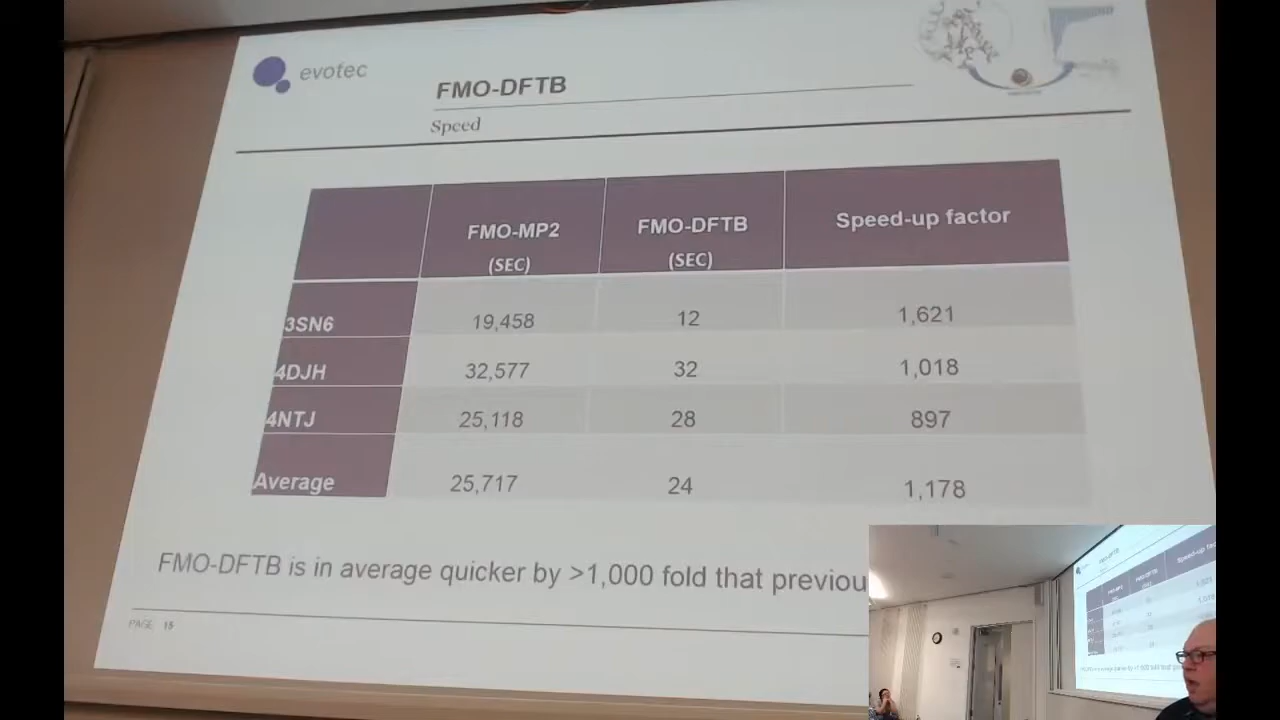 evotec
FMO-DFTB
Speed
FMO-MP2 (SEC) FMO-DFTB (SEC) Speed-up factor
3SN6 19,458 12 1,621
4DJH 32,577 32 1,018
4NTJ 25,118 28 897
Average 25,717 24 1,178
FMO-DFTB is in average quicker by >1,000 fold that previou
PAGE 15